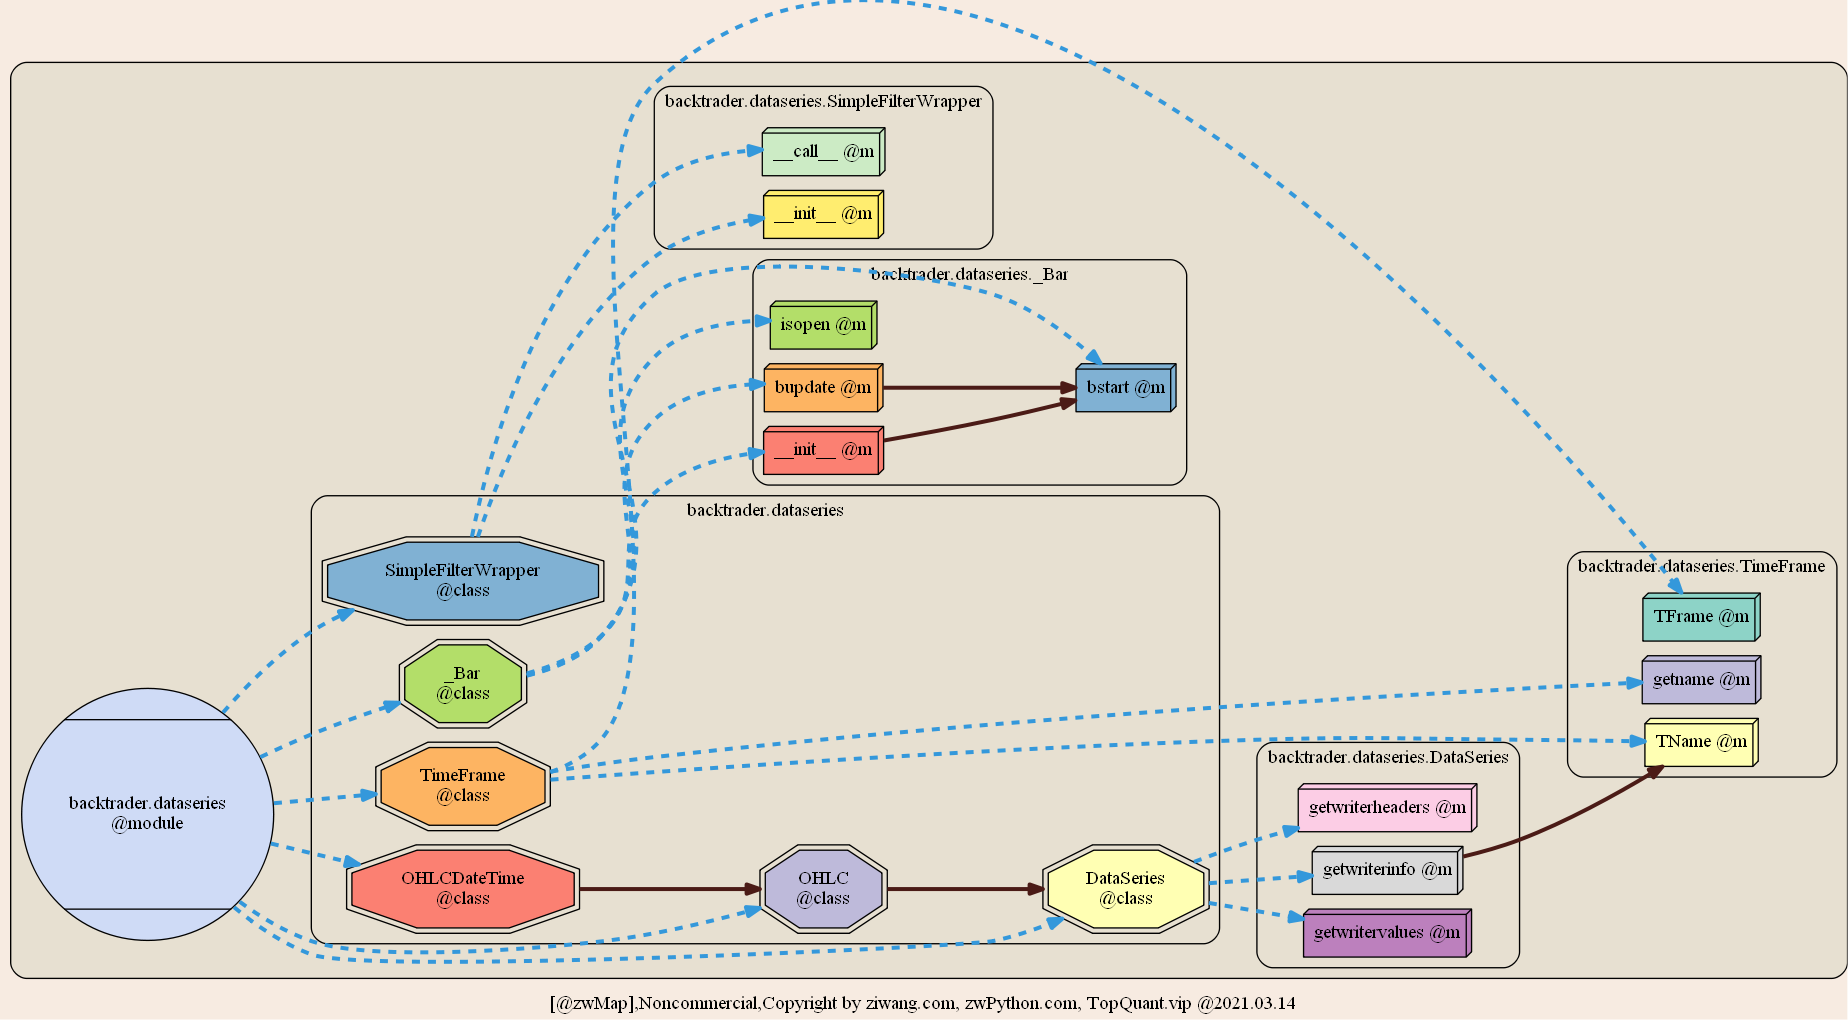 backtrader.dataseries.SimpleFilterWrapper
__call__ @m
__init__ @m
backtrader.dataseries._Bar
isopen @m
bupdate @m
bstart @m
__init__ @m
backtrader.dataseries
SimpleFilterWrapper
@class
_Bar
@class
TimeFrame
@class
OHLCDateTime
@class
OHLC
@class
DataSeries
@class
backtrader.dataseries
@module
backtrader.dataseries.TimeFrame
TFrame @m
getname @m
TName @m
backtrader.dataseries.DataSeries
getwriterheaders @m
getwriterinfo @m
getwritervalues @m
[@zwMap],Noncommercial,Copyright by ziwang.com, zwPython.com, TopQuant.vip @2021.03.14